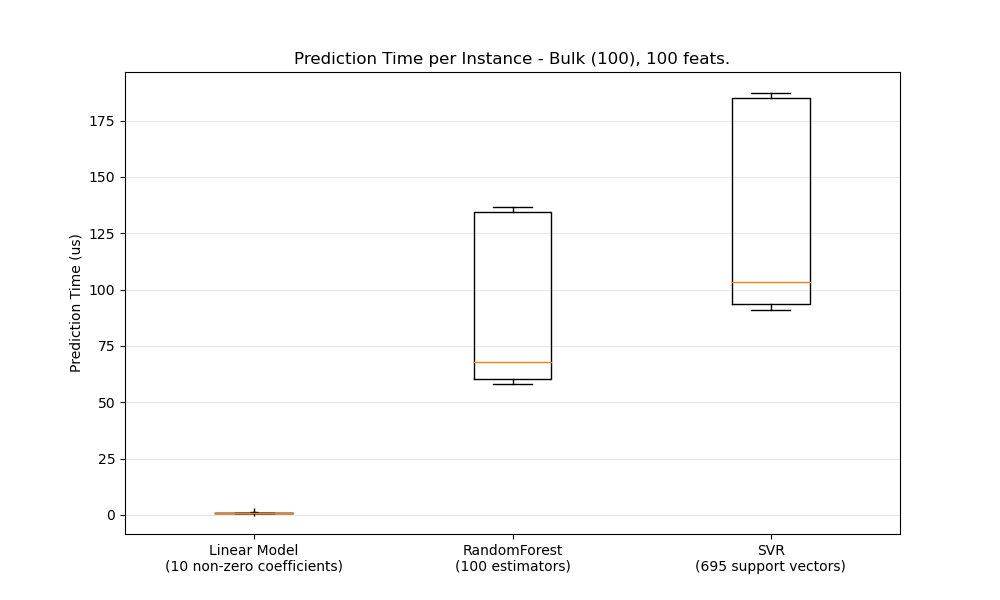 Prediction Time per Instance - Bulk (100), 100 feats.
Prediction Time (us)
175
150
125
100
75
50
25
0
Linear Model
(10 non-zero coefficients)
RandomForest
(100 estimators)
SVR
(695 support vectors)